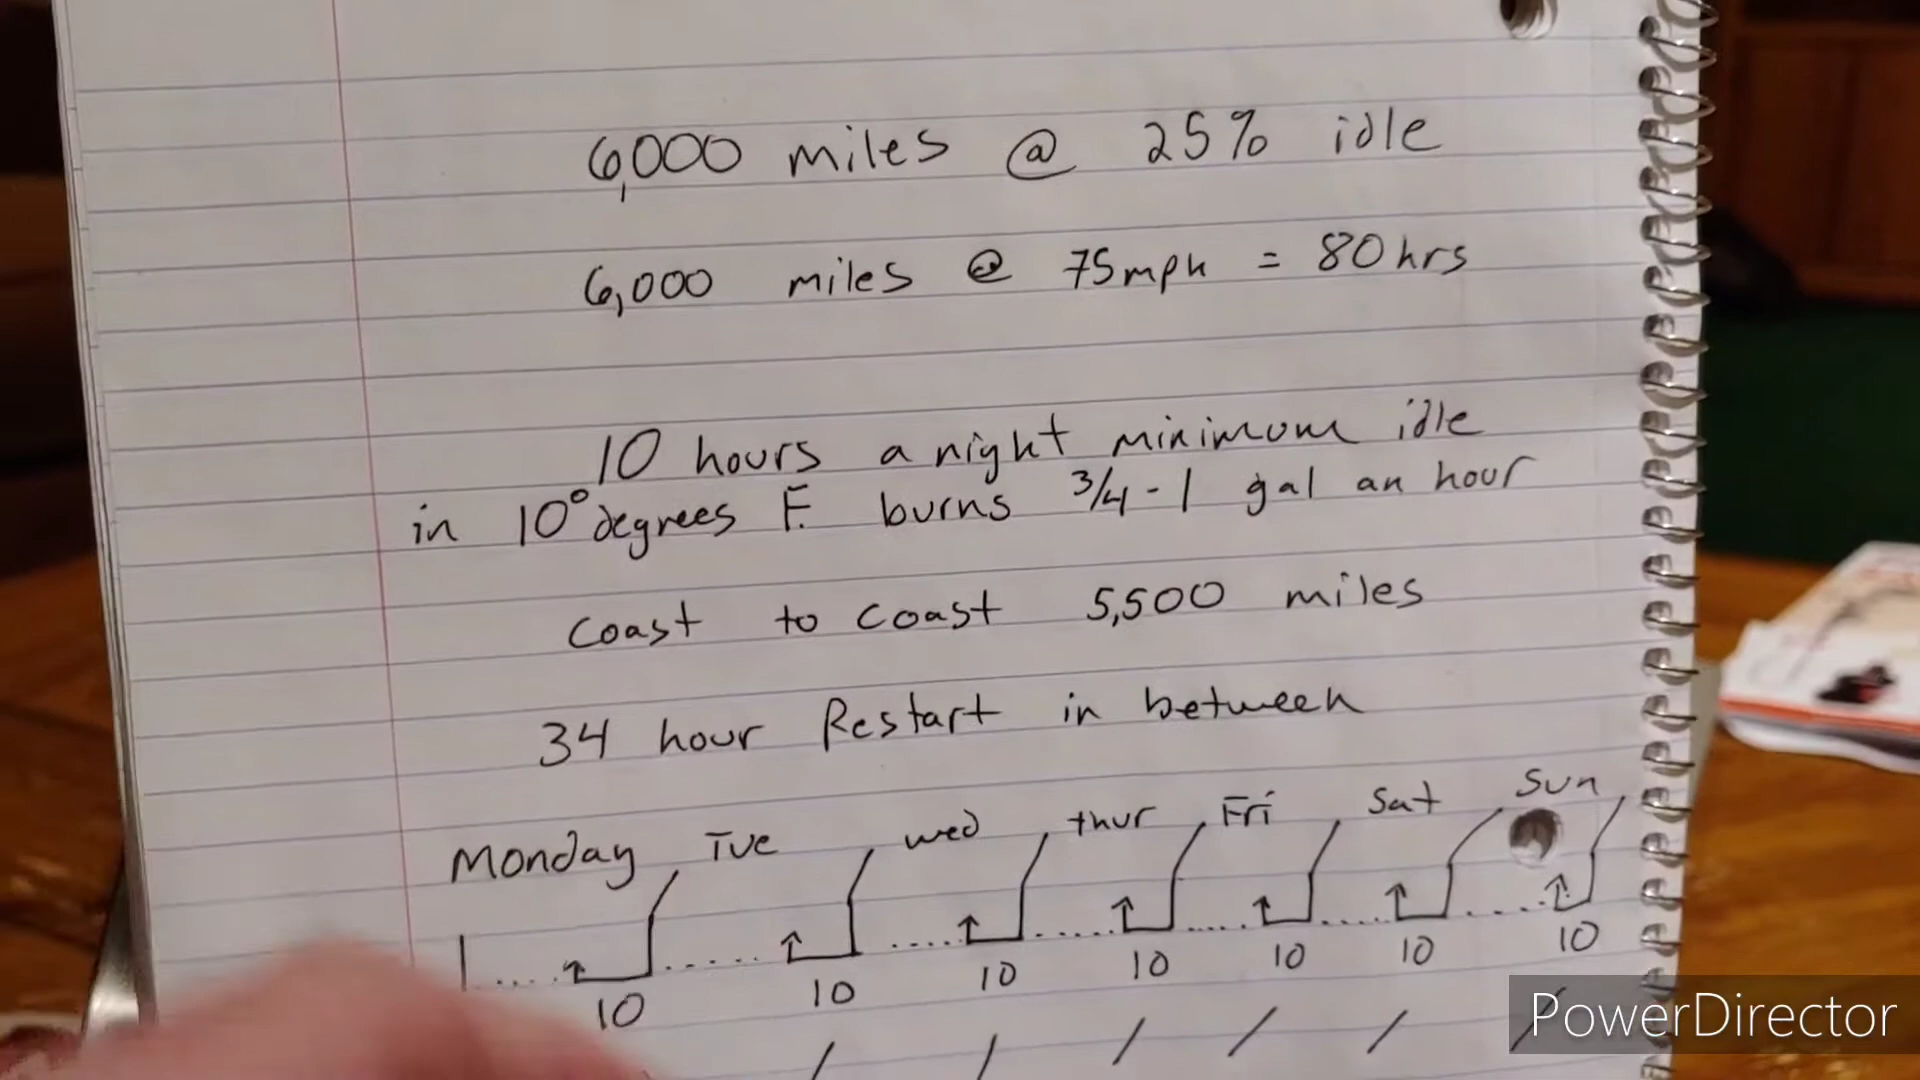 6,000 miles @ 25% idle
6,000 miles @ 75mph = 80hrs
10 hours a night minimum idle
in 10° degrees F. burns 3/4 - 1 gal an hour
Coast to coast 5,500 miles
34 hour Restart in between
Monday Tue wed thur Fri Sat Sun
10 10 10 10 10 10 10
PowerDirector